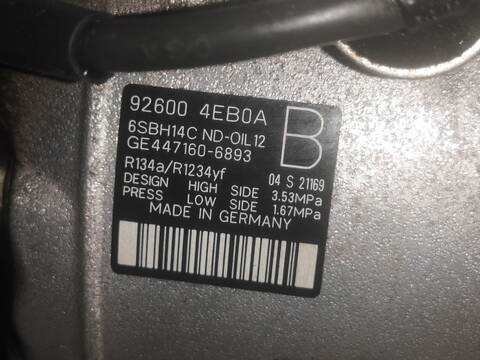 92600 4EB0A
B
6SBH14C ND-OIL12
GE447160-6893
R134a/R1234yf
04 S 21169
DESIGN HIGH SIDE 3.53MPa
PRESS LOW SIDE 1.67MPa
MADE IN GERMANY